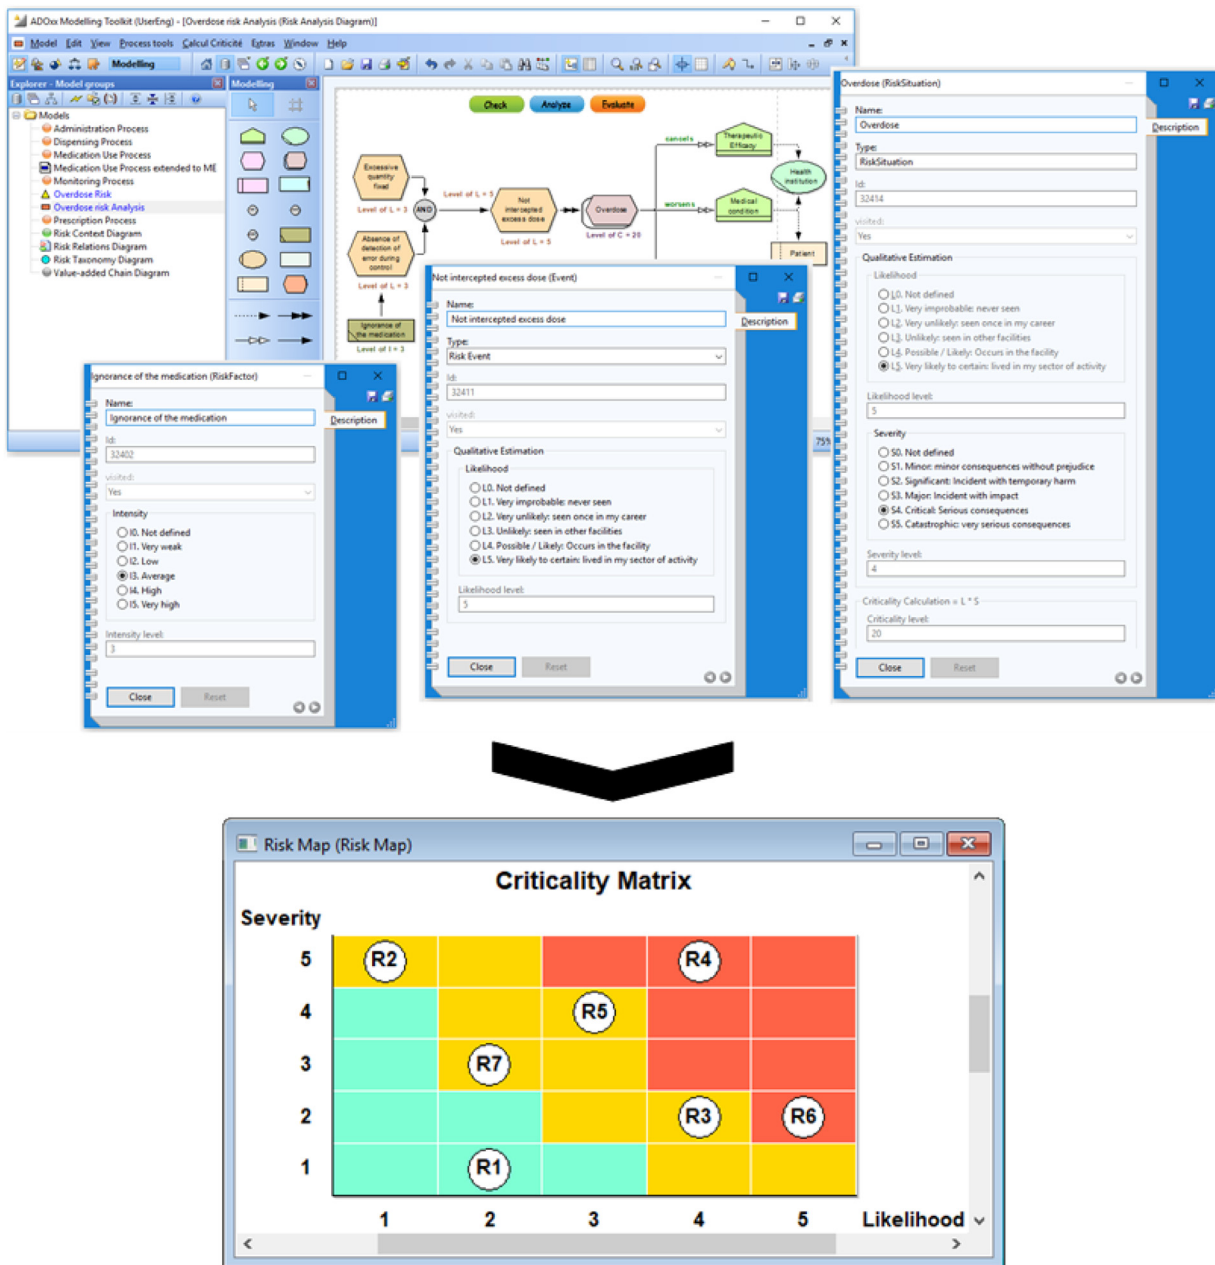 ADOxx Modelling Toolkit (UserEng) - [Overdose risk Analysis (Risk Analysis Diagram)]
Model Edit View Process tools Calcul Criticité Extras Window Help
Modelling
Explorer - Model groups
Models
Administration Process
Dispensing Process
Medication Use Process
Medication Use Process extended to ME
Monitoring Process
Overdose Risk
Overdose risk Analysis
Prescription Process
Risk Context Diagram
Risk Relations Diagram
Risk Taxonomy Diagram
Value-added Chain Diagram
Modelling
Check Analyze Evaluate
Excessive
quantity
fixed
Level of L = 3
AND
Absence of
detection of
error during
control
Level of L = 3
Ignorance of
the medication
Level of I = 3
Level of L = 5
Not
intercepted
excess dose
Level of L = 5
Overdose
Level of C = 20
cancels
Therapeutic
Efficacy
worsens
Medical
condition
Health
institution
Patient
75%
Ignorance of the medication (RiskFactor)
Name:
Ignorance of the medication
Description
Id:
32402
visited:
Yes
Intensity
I0. Not defined
I1. Very weak
I2. Low
I3. Average
I4. High
I5. Very high
Intensity level:
3
Close Reset
Not intercepted excess dose (Event)
Name:
Not intercepted excess dose
Description
Type:
Risk Event
Id:
32411
visited:
Yes
Qualitative Estimation
Likelihood
L0. Not defined
L1. Very improbable: never seen
L2. Very unlikely: seen once in my career
L3. Unlikely: seen in other facilities
L4. Possible / Likely: Occurs in the facility
L5. Very likely to certain: lived in my sector of activity
Likelihood level:
5
Close Reset
Overdose (RiskSituation)
Name:
Overdose
Description
Type:
RiskSituation
Id:
32414
visited:
Yes
Qualitative Estimation
Likelihood
L0. Not defined
L1. Very improbable: never seen
L2. Very unlikely: seen once in my career
L3. Unlikely: seen in other facilities
L4. Possible / Likely: Occurs in the facility
L5. Very likely to certain: lived in my sector of activity
Likelihood level:
5
Severity
S0. Not defined
S1. Minor: minor consequences without prejudice
S2. Significant: Incident with temporary harm
S3. Major: Incident with impact
S4. Critical: Serious consequences
S5. Catastrophic: very serious consequences
Severity level:
4
Criticality Calculation = L * S
Criticality level:
20
Close Reset
Risk Map (Risk Map)
Criticality Matrix
Severity
5 R2 R4
4 R5
3 R7
2 R3 R6
1 R1
1 2 3 4 5 Likelihood